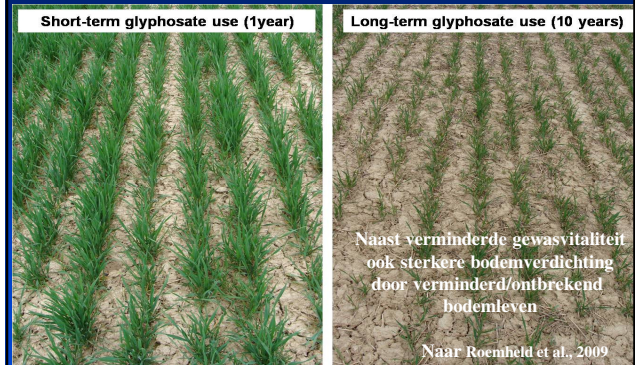 Short-term glyphosate use (1year)
Long-term glyphosate use (10 years)
Naast verminderde gewasvitaliteit
ook sterkere bodemverdichting
door verminderd/ontbrekend
bodemleven
Naar Roemheld et al., 2009